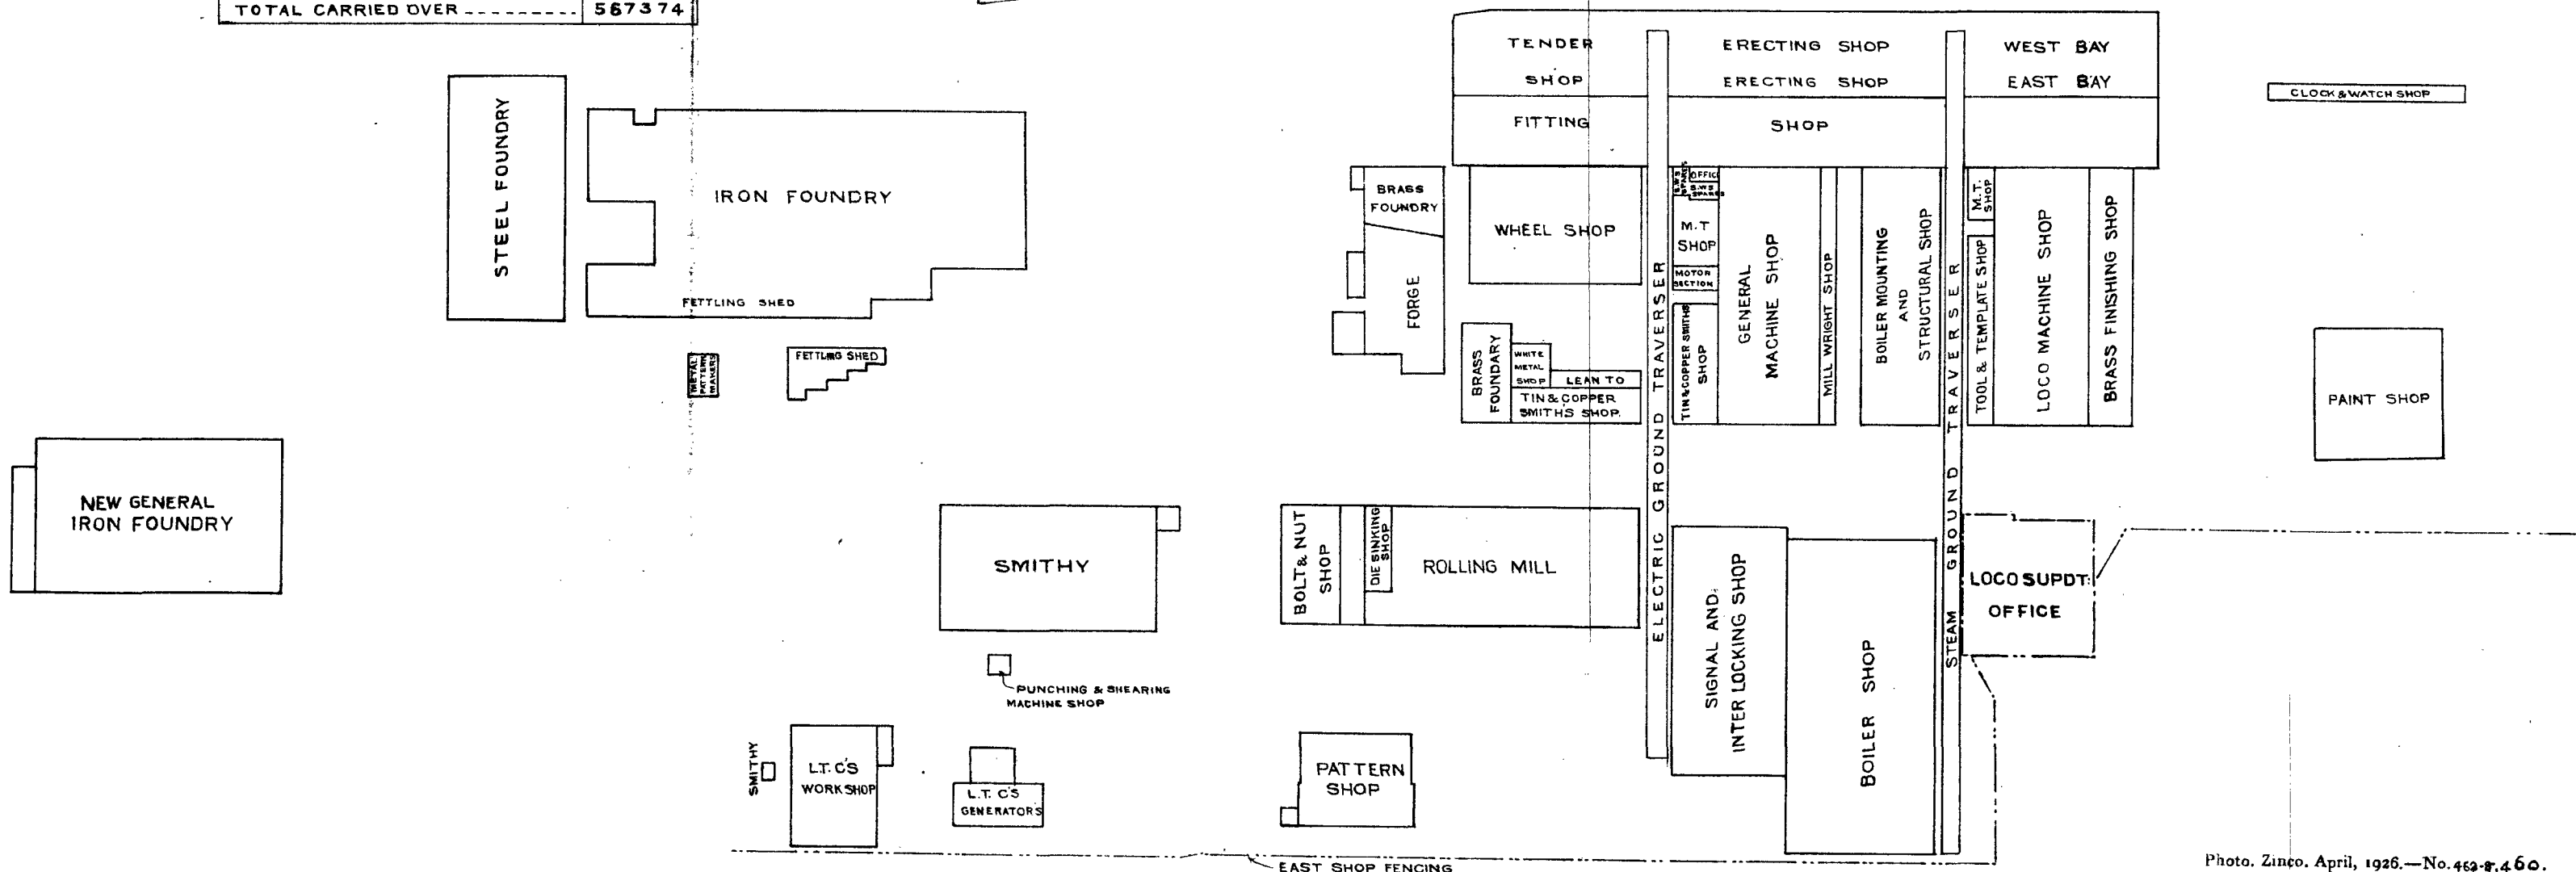 TOTAL CARRIED OVER 567374
STEEL FOUNDRY
IRON FOUNDRY
FETTLING SHED
METAL
PATTERN
MAKERS
FETTLING SHED
NEW GENERAL
IRON FOUNDRY
SMITHY
PUNCHING & SHEARING
MACHINE SHOP
SMITHY
L.T.C'S
WORKSHOP
L.T.C'S
GENERATORS
EAST SHOP FENCING
TENDER
SHOP
ERECTING SHOP
ERECTING SHOP
WEST BAY
EAST BAY
FITTING SHOP
CLOCK & WATCH SHOP
BRASS
FOUNDRY
FORGE
WHEEL SHOP
BRASS
FOUNDARY
WHITE
METAL
SHOP
LEAN TO
TIN & COPPER
SMITHS SHOP.
ELECTRIC GROUND TRAVERSER
S.W.S
SPARES
OFFICE
S.W.S
SPARES
M.T
SHOP
MOTOR
SECTION
TIN & COPPER SMITHS
SHOP
GENERAL
MACHINE SHOP
MILL WRIGHT SHOP
BOILER MOUNTING
AND
STRUCTURAL SHOP
STEAM GROUND TRAVERSER
M.T.
SHOP
TOOL & TEMPLATE SHOP
LOCO MACHINE SHOP
BRASS FINISHING SHOP
PAINT SHOP
BOLT & NUT
SHOP
DIE SINKING
SHOP
ROLLING MILL
SIGNAL AND
INTER LOCKING SHOP
BOILER SHOP
LOCO SUPDT:
OFFICE
PATTERN
SHOP
Photo. Zinco. April, 1926.—No.